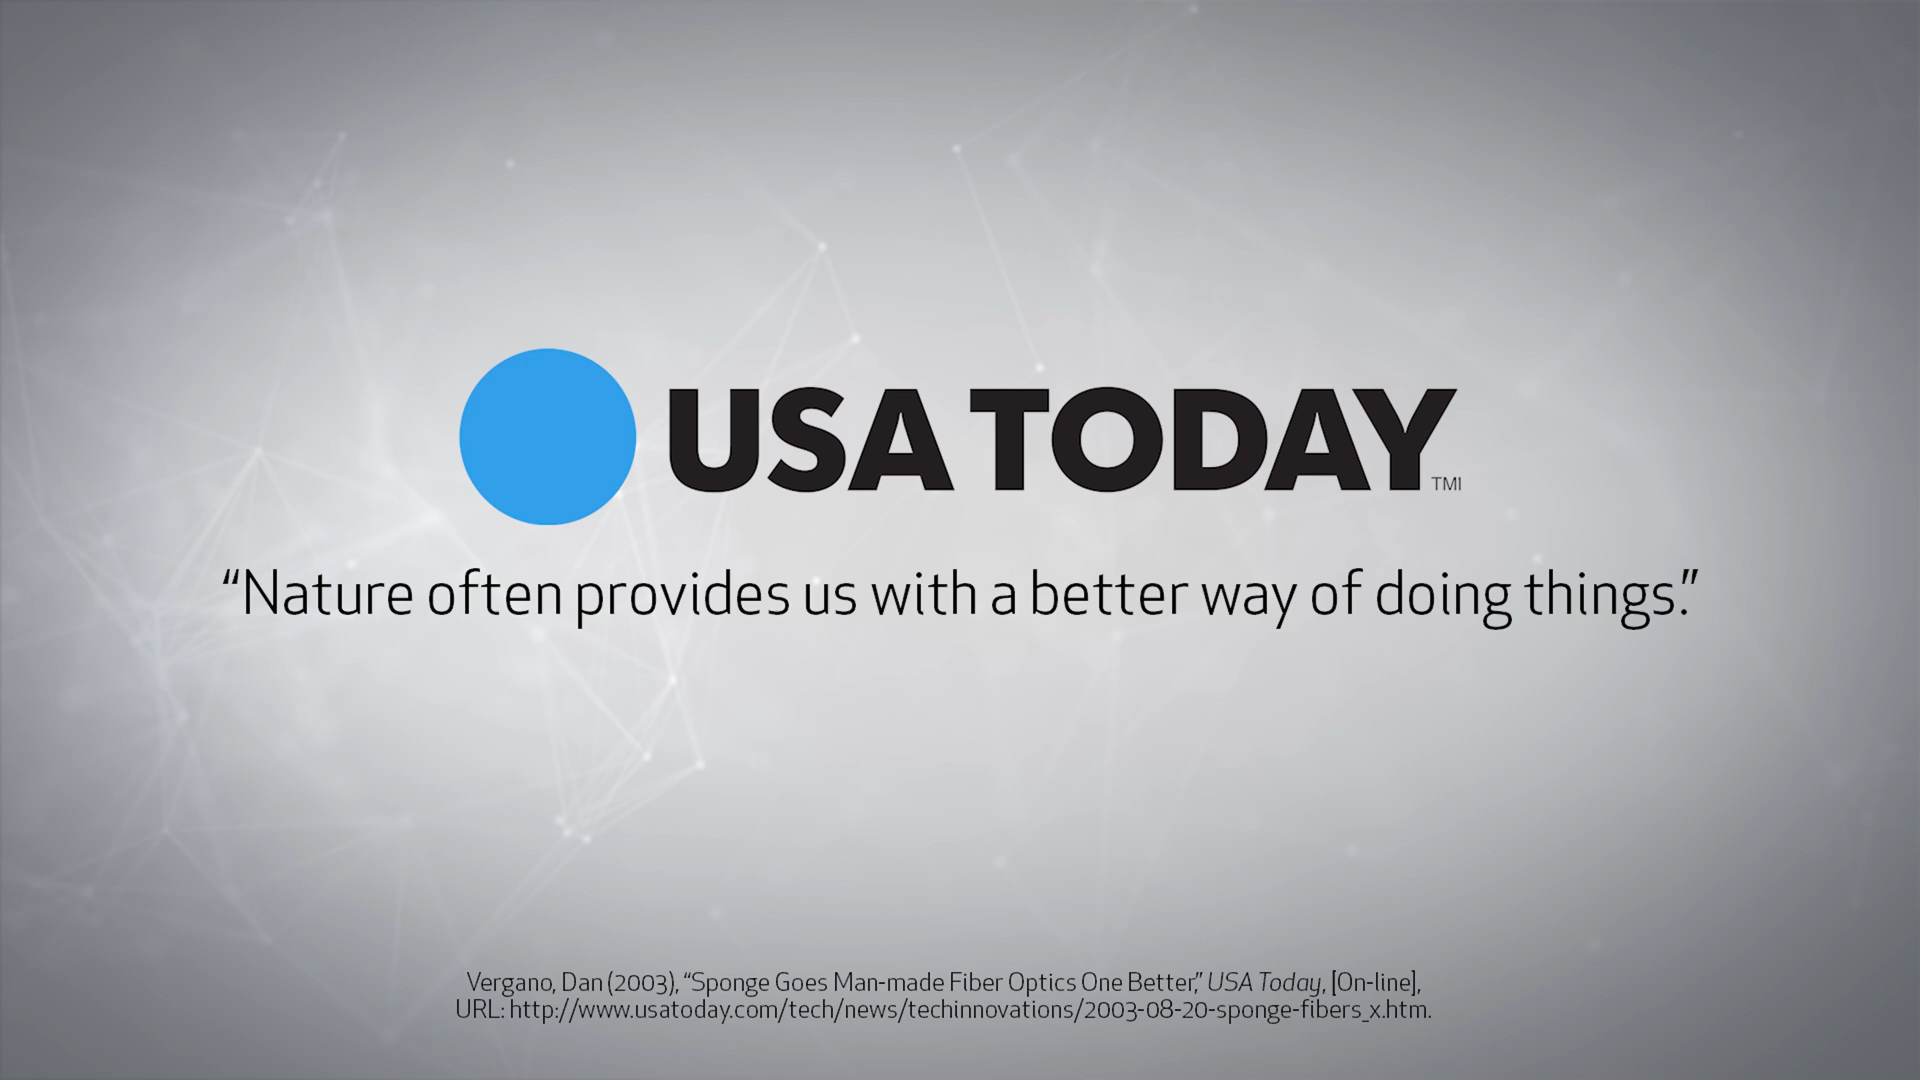 USA TODAY
TM
“Nature often provides us with a better way of doing things.”
Vergano, Dan (2003), “Sponge Goes Man-made Fiber Optics One Better,” USA Today, [On-line],
URL: http://www.usatoday.com/tech/news/techinnovations/2003-08-20-sponge-fibers_x.htm.